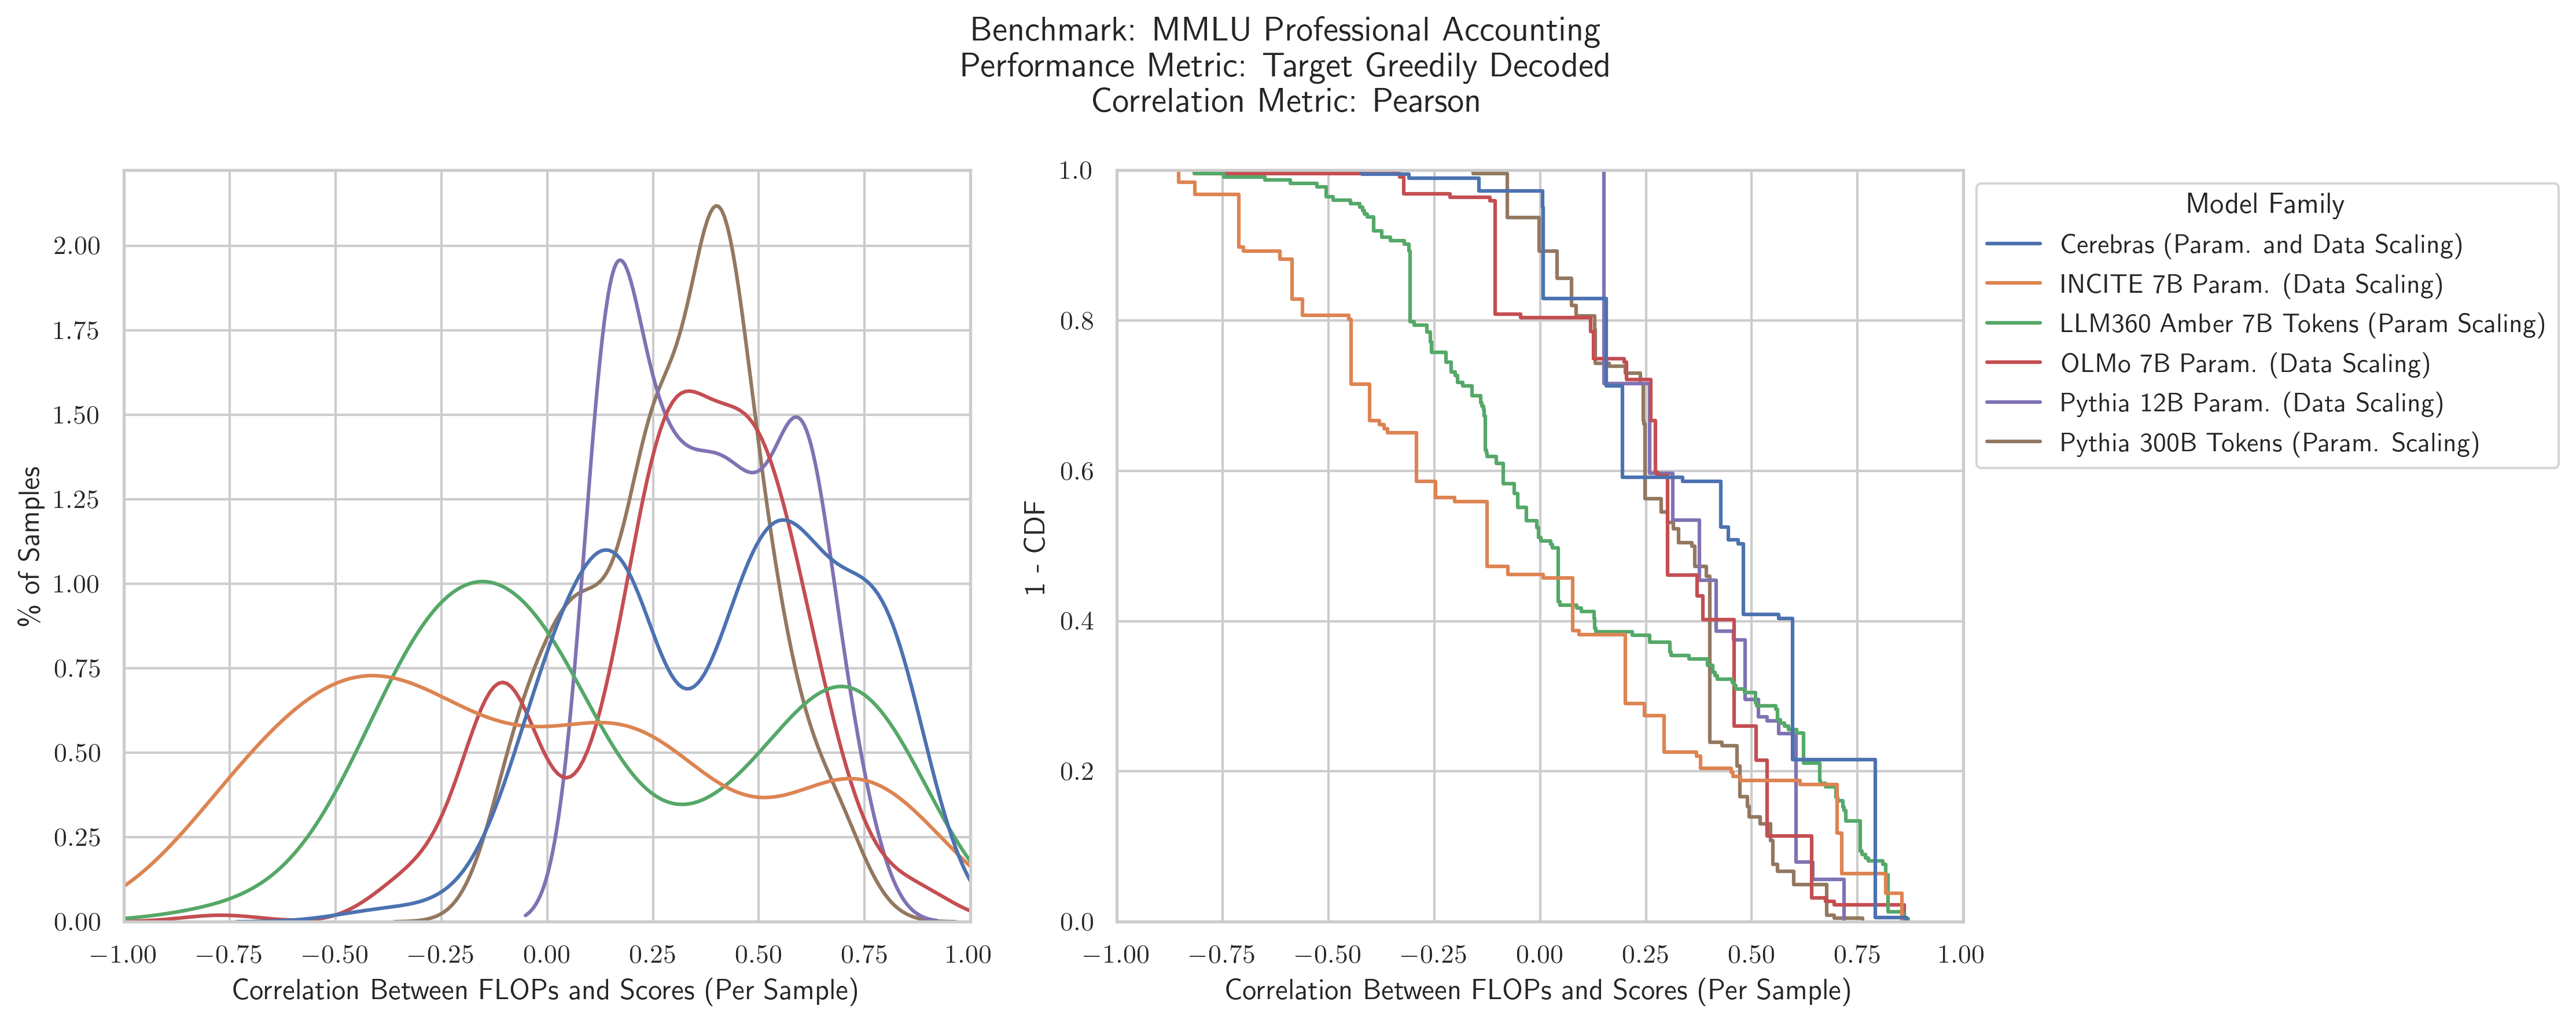 Benchmark: MMLU Professional Accounting
Performance Metric: Target Greedily Decoded
Correlation Metric: Pearson
% of Samples
2.00
1.75
1.50
1.25
1.00
0.75
0.50
0.25
0.00
−1.00 −0.75 −0.50 −0.25 0.00 0.25 0.50 0.75 1.00
Correlation Between FLOPs and Scores (Per Sample)
1 - CDF
1.0
0.8
0.6
0.4
0.2
0.0
−1.00 −0.75 −0.50 −0.25 0.00 0.25 0.50 0.75 1.00
Correlation Between FLOPs and Scores (Per Sample)
Model Family
Cerebras (Param. and Data Scaling)
INCITE 7B Param. (Data Scaling)
LLM360 Amber 7B Tokens (Param Scaling)
OLMo 7B Param. (Data Scaling)
Pythia 12B Param. (Data Scaling)
Pythia 300B Tokens (Param. Scaling)